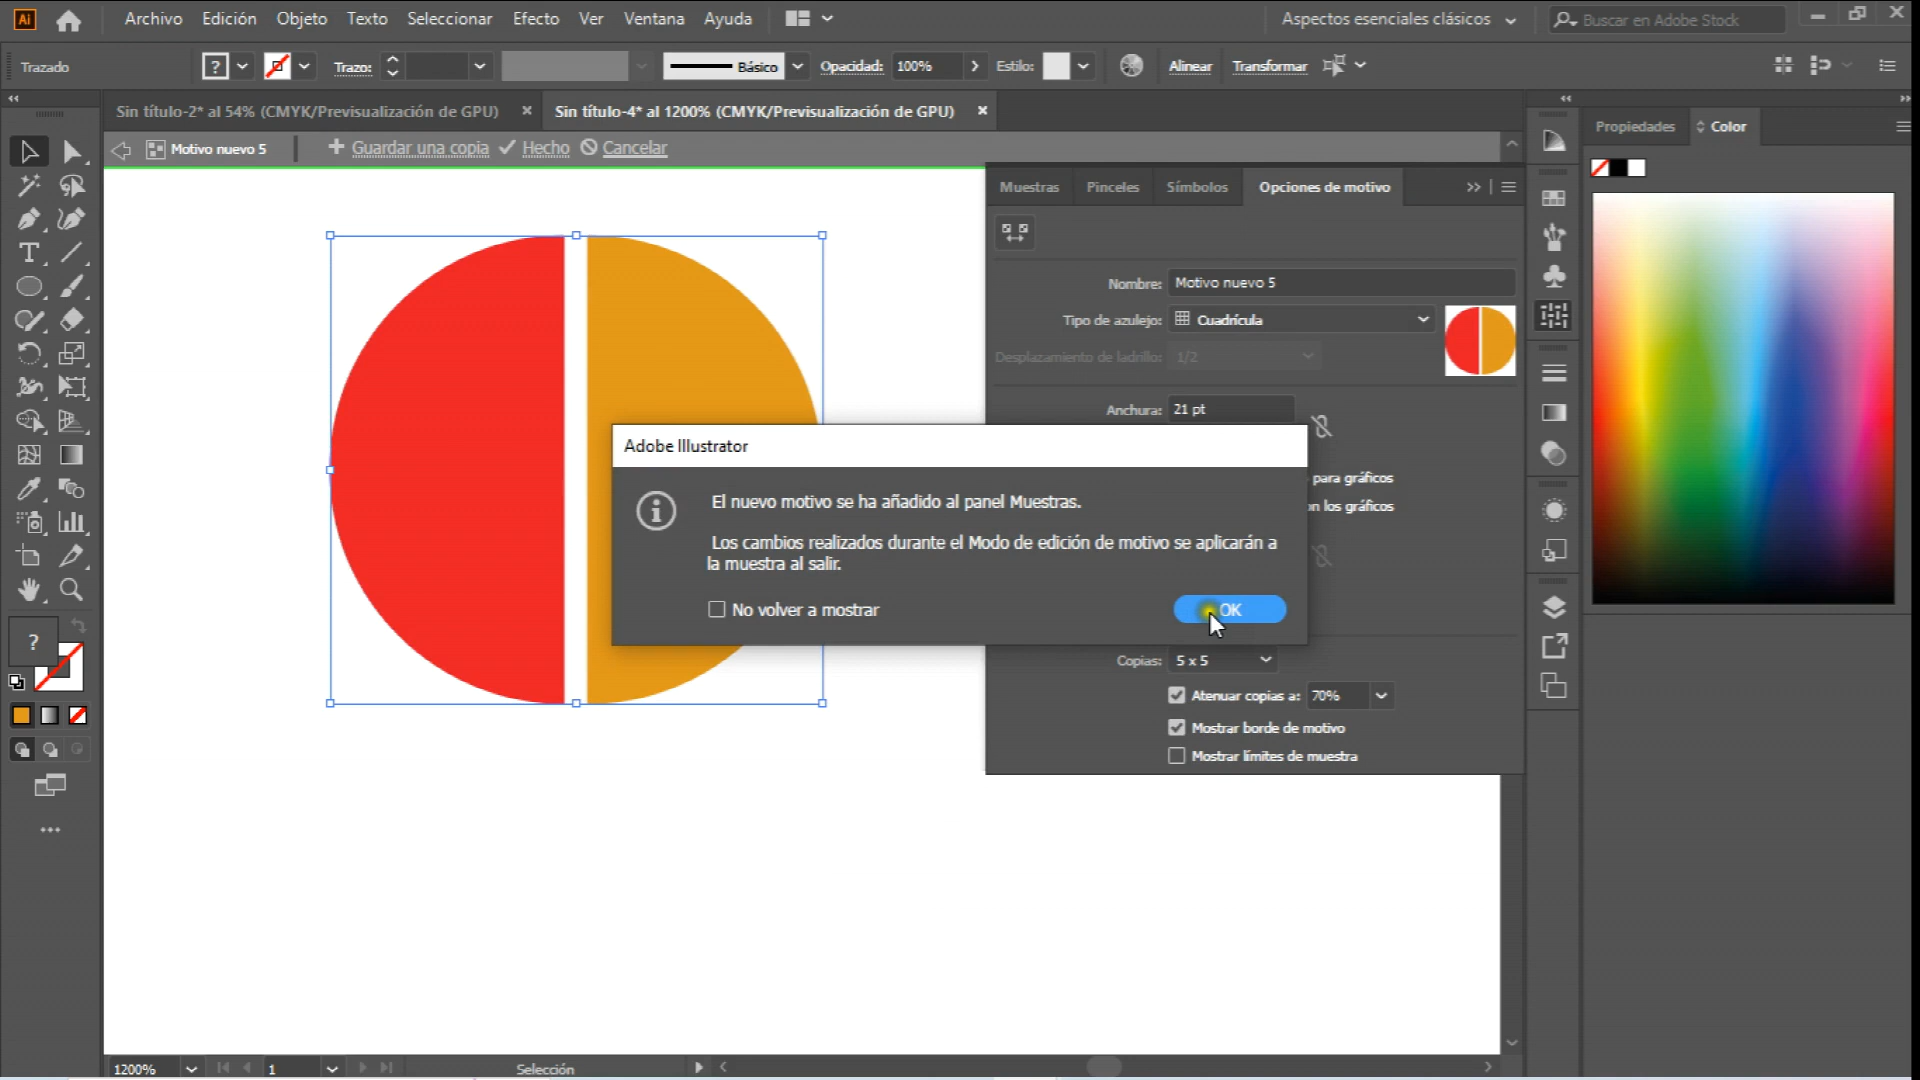 Ai Archivo Edición Objeto Texto Seleccionar Efecto Ver Ventana Ayuda Aspectos esenciales clásicos Buscar en Adobe Stock
Trazado ? Trazo: Básico Opacidad: 100% Estilo: Alinear Transformar
Sin título-2* al 54% (CMYK/Previsualización de GPU) × Sin título-4* al 1200% (CMYK/Previsualización de GPU) ×
Propiedades Color
Motivo nuevo 5 + Guardar una copia Hecho Cancelar
Muestras Pinceles Símbolos Opciones de motivo
Nombre: Motivo nuevo 5
Tipo de azulejo: Cuadrícula
Desplazamiento de ladrillo: 1/2
Anchura: 21 pt
Adobe Illustrator
para gráficos
El nuevo motivo se ha añadido al panel Muestras.
n los gráficos
Los cambios realizados durante el Modo de edición de motivo se aplicarán a
la muestra al salir.
No volver a mostrar OK
?
Copias: 5 x 5
Atenuar copias a: 70%
Mostrar borde de motivo
Mostrar límites de muestra
1200% 1 Selección